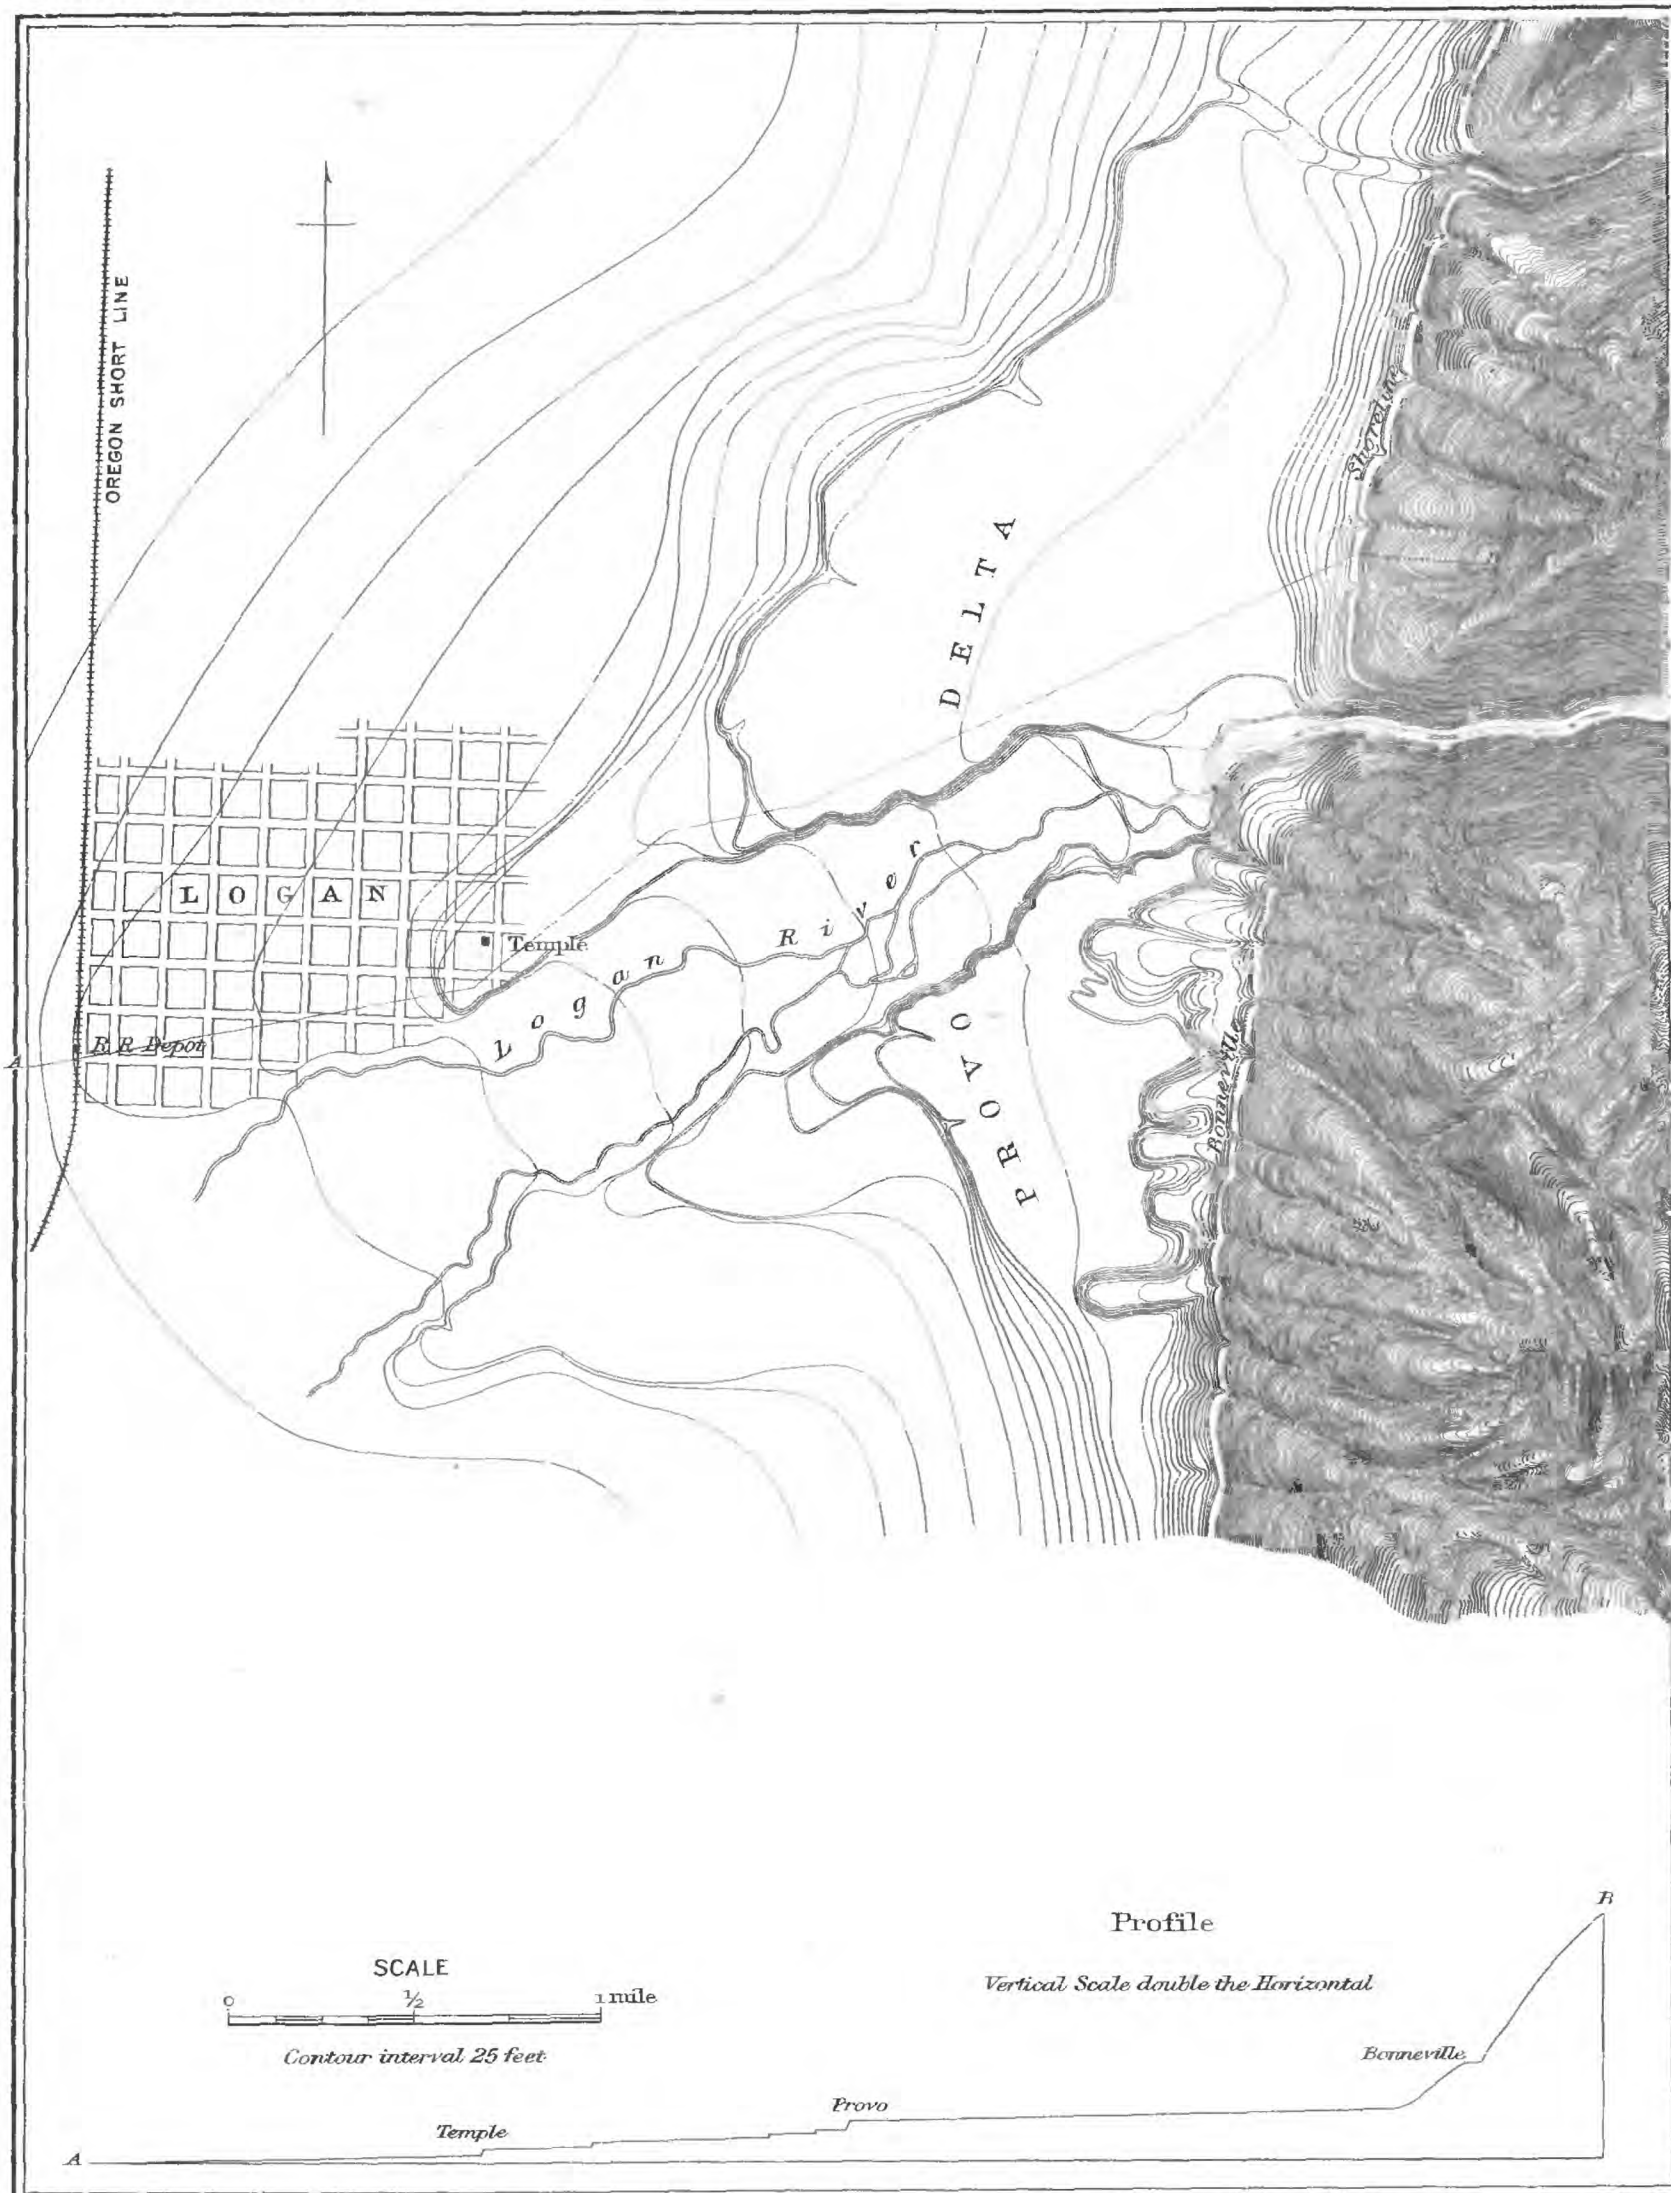 OREGON SHORT LINE
Shoreline
DELTA
LOGAN
Temple
Logan River
A
R R Depot
PROVO
Bonneville
SCALE
0 ½ 1 mile
Contour interval 25 feet
Profile
Vertical Scale double the Horizontal
B
Bonneville
Provo
Temple
A